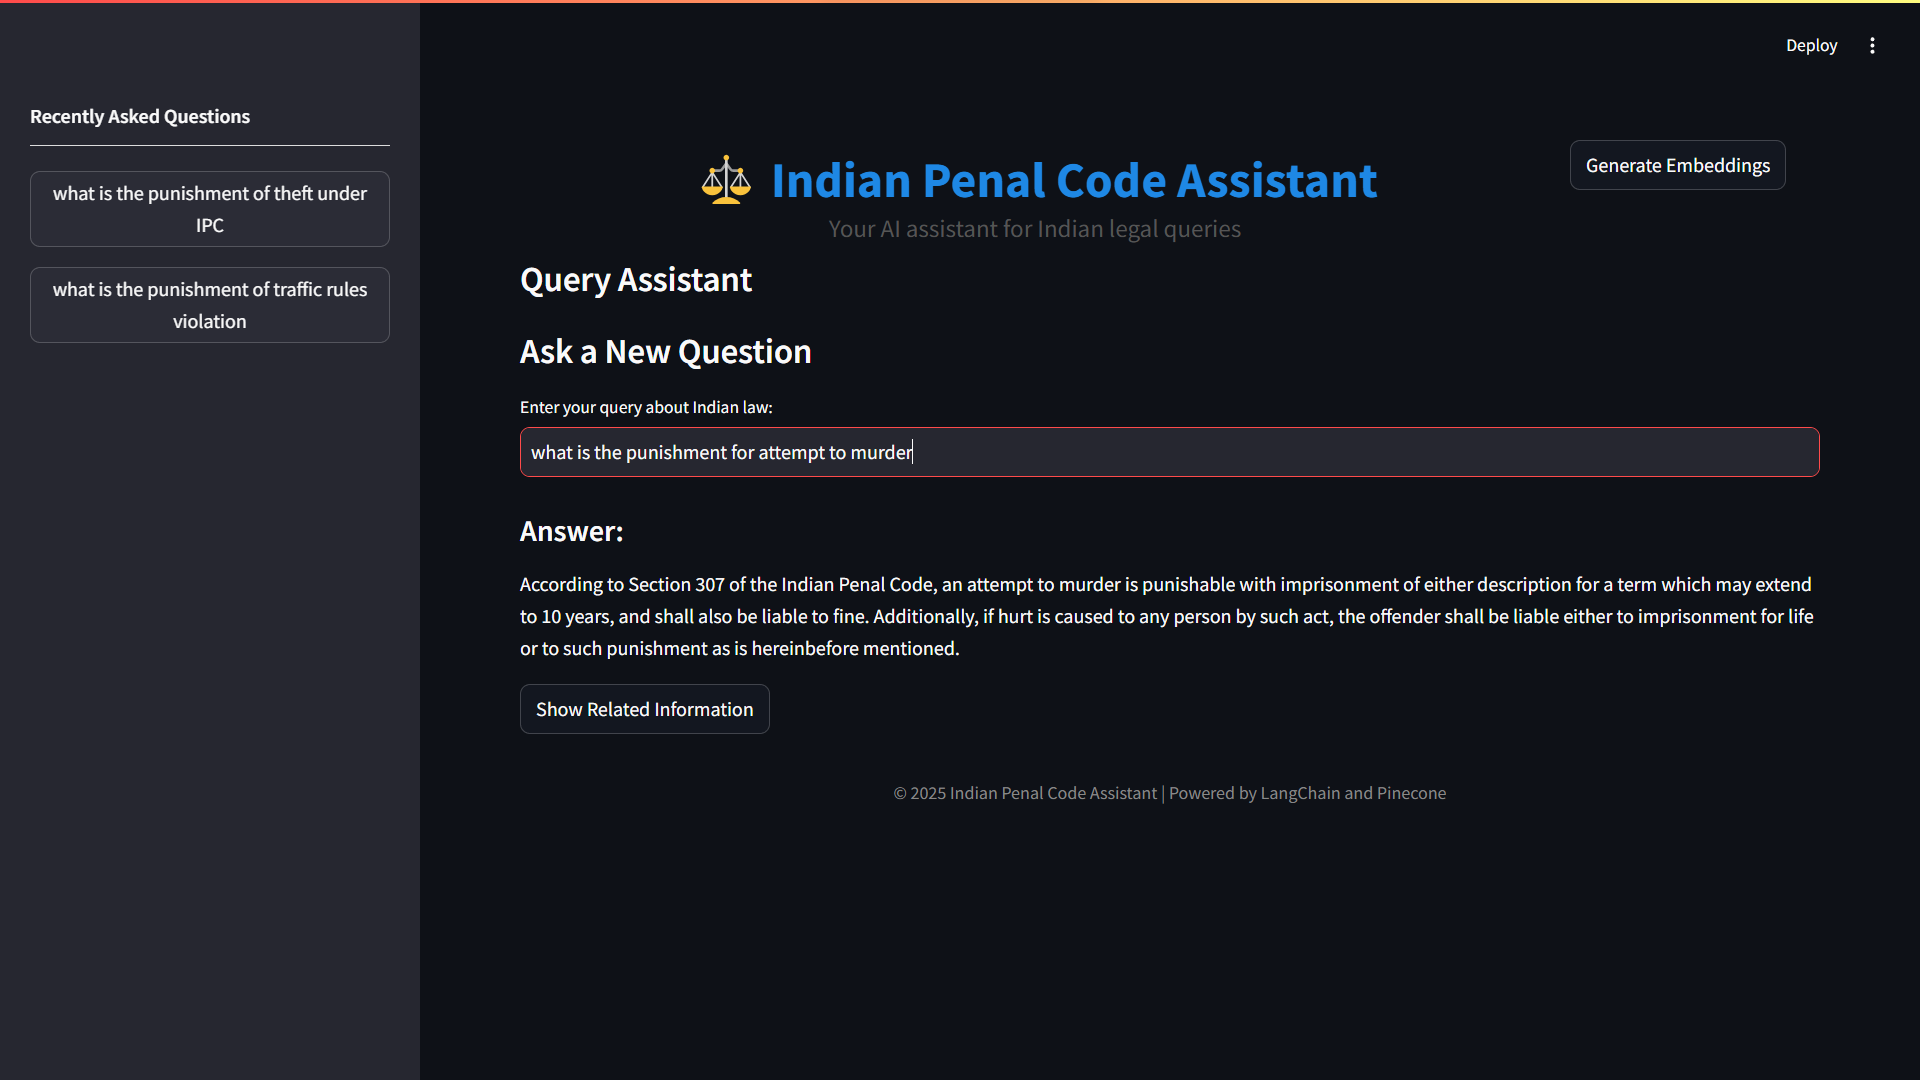 Deploy
Recently Asked Questions
what is the punishment of theft under
IPC
what is the punishment of traffic rules
violation
Indian Penal Code Assistant
Generate Embeddings
Your AI assistant for Indian legal queries
Query Assistant
Ask a New Question
Enter your query about Indian law:
what is the punishment for attempt to murder
Answer:
According to Section 307 of the Indian Penal Code, an attempt to murder is punishable with imprisonment of either description for a term which may extend
to 10 years, and shall also be liable to fine. Additionally, if hurt is caused to any person by such act, the offender shall be liable either to imprisonment for life
or to such punishment as is hereinbefore mentioned.
Show Related Information
© 2025 Indian Penal Code Assistant | Powered by LangChain and Pinecone